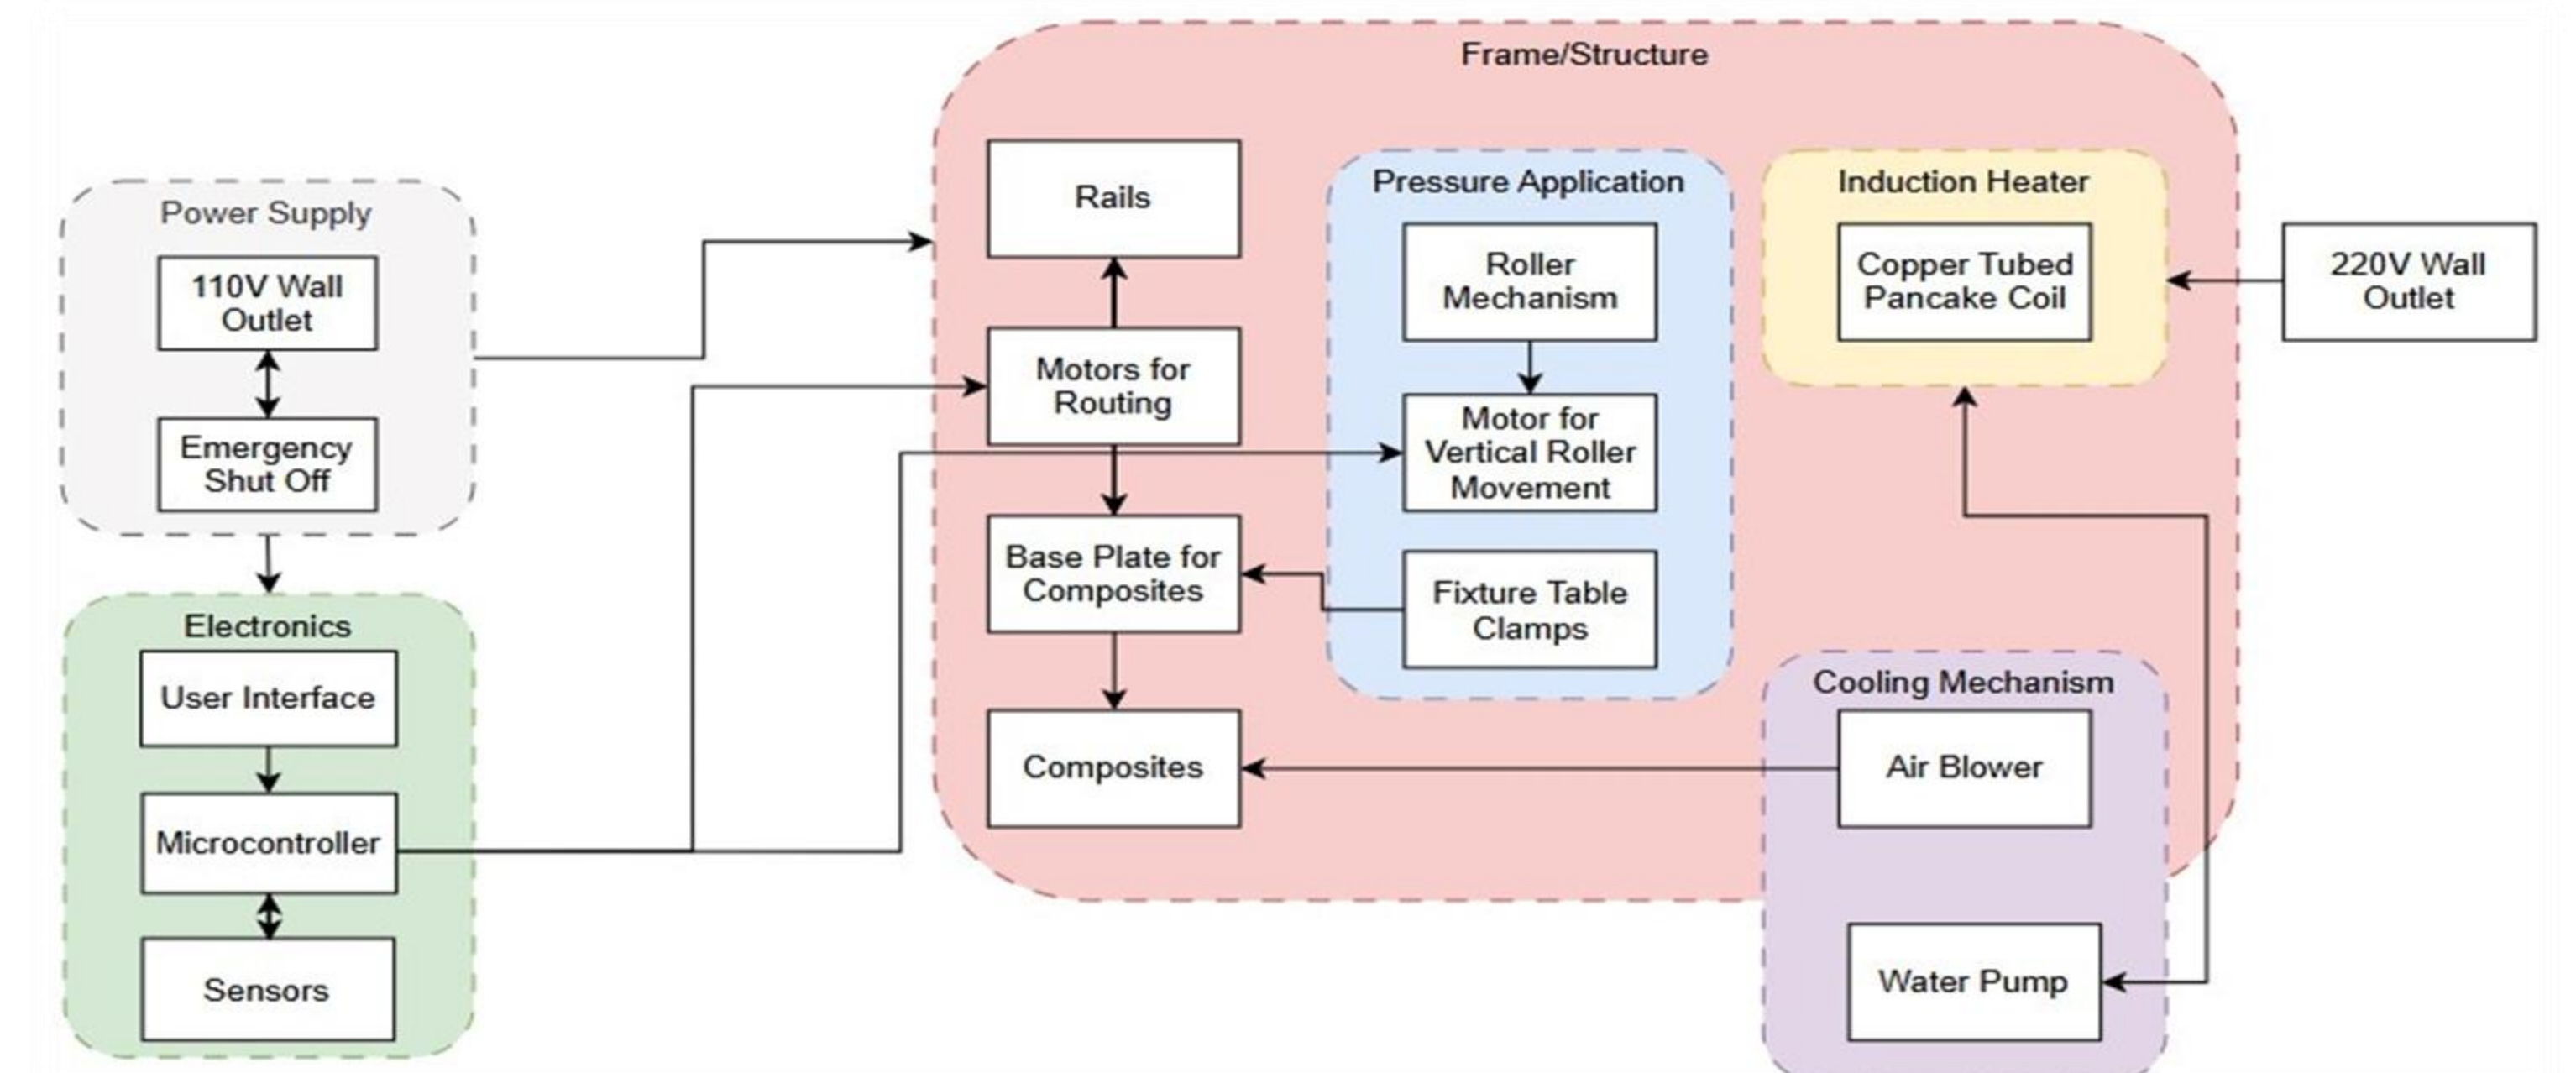 Frame/Structure
Power Supply
110V Wall
Outlet
Emergency
Shut Off
Electronics
User Interface
Microcontroller
Sensors
Rails
Motors for
Routing
Base Plate for
Composites
Composites
Pressure Application
Roller
Mechanism
Motor for
Vertical Roller
Movement
Fixture Table
Clamps
Induction Heater
Copper Tubed
Pancake Coil
220V Wall
Outlet
Cooling Mechanism
Air Blower
Water Pump